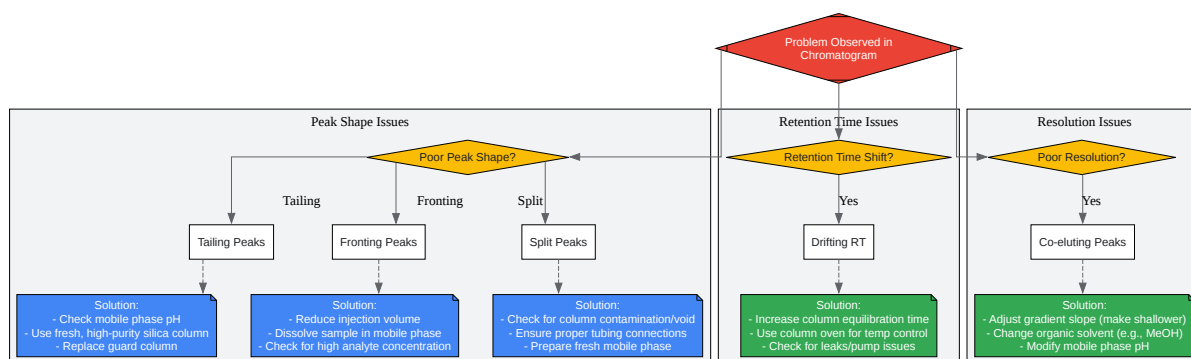 Problem Observed in
Chromatogram
Peak Shape Issues
Retention Time Issues
Resolution Issues
Poor Peak Shape?
Retention Time Shift?
Poor Resolution?
Tailing
Fronting
Split
Yes
Yes
Tailing Peaks
Fronting Peaks
Split Peaks
Drifting RT
Co-eluting Peaks
Solution:
- Check mobile phase pH
- Use fresh, high-purity silica column
- Replace guard column
Solution:
- Reduce injection volume
- Dissolve sample in mobile phase
- Check for high analyte concentration
Solution:
- Check for column contamination/void
- Ensure proper tubing connections
- Prepare fresh mobile phase
Solution:
- Increase column equilibration time
- Use column oven for temp control
- Check for leaks/pump issues
Solution:
- Adjust gradient slope (make shallower)
- Change organic solvent (e.g., MeOH)
- Modify mobile phase pH